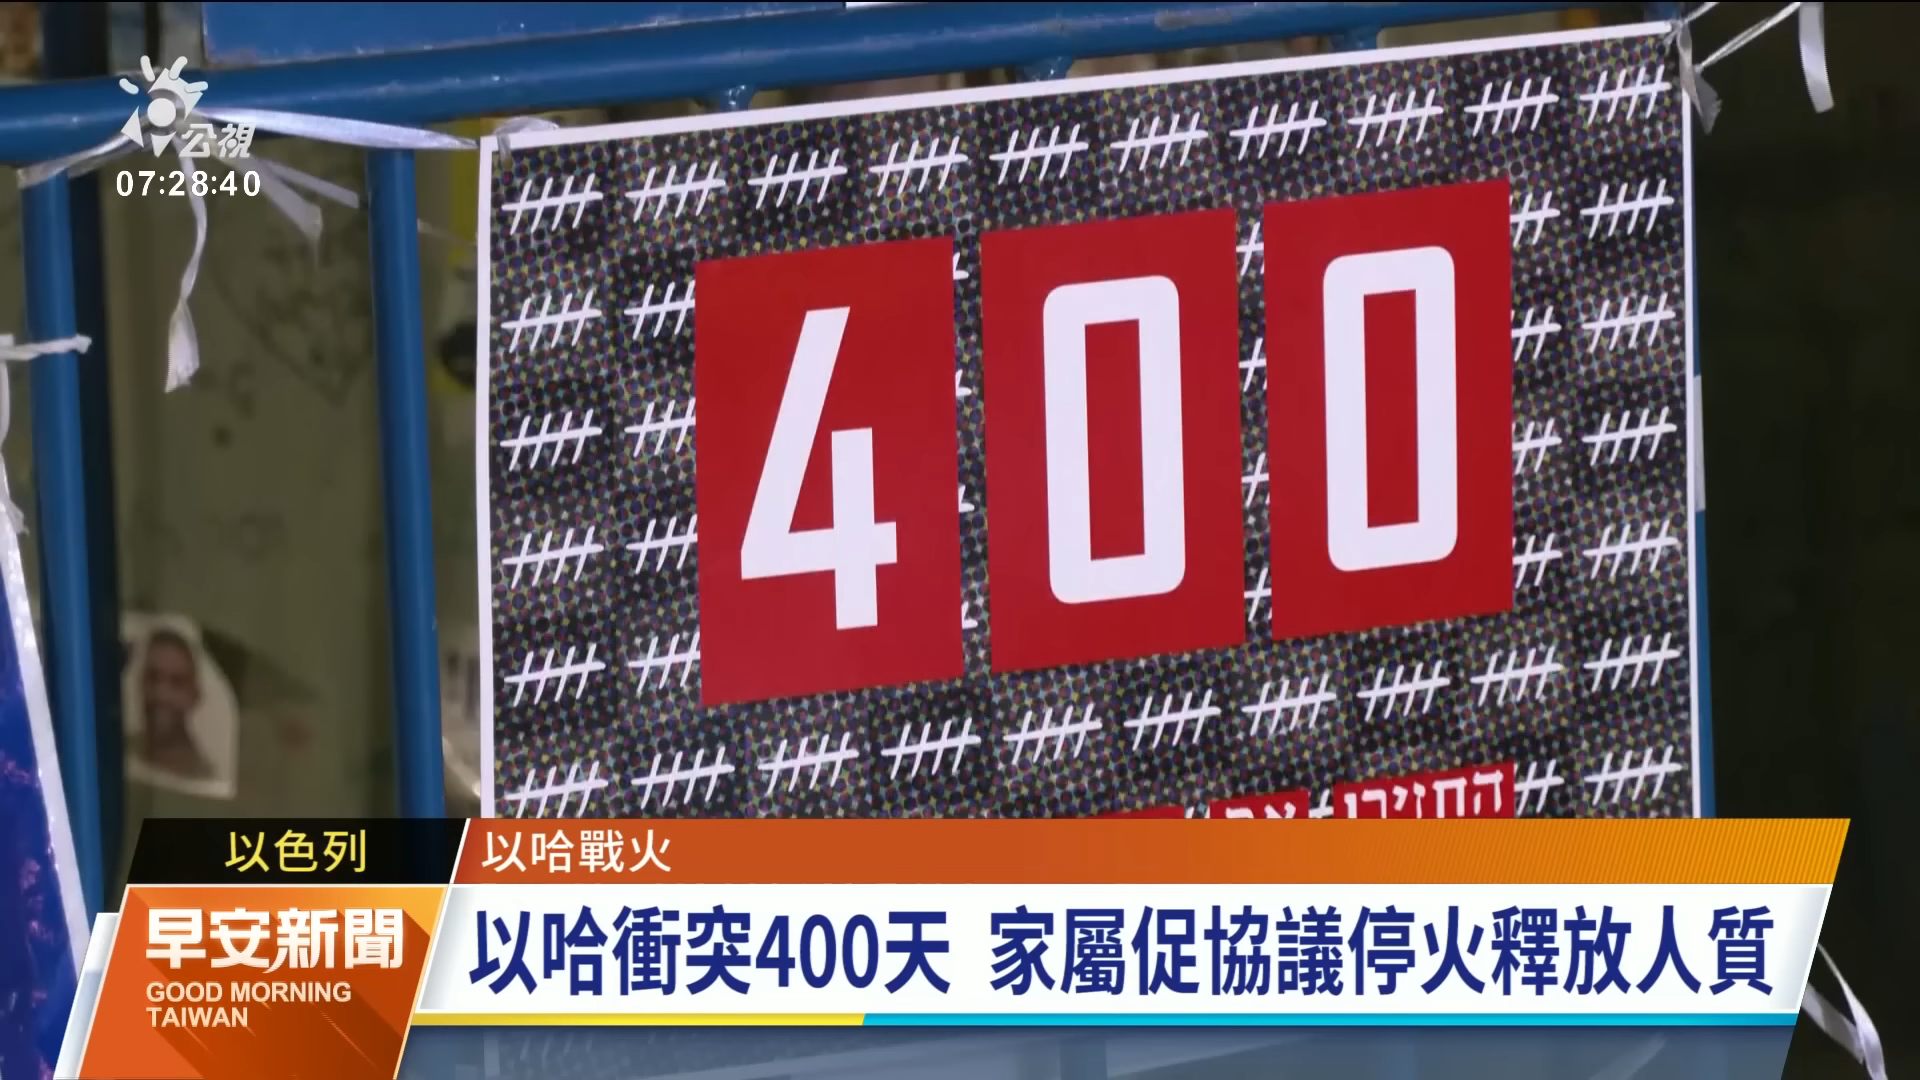 公視
07:28:40
400
החזירו
以色列
以哈戰火
早安新聞
GOOD MORNING
TAIWAN
以哈衝突400天 家屬促協議停火釋放人質